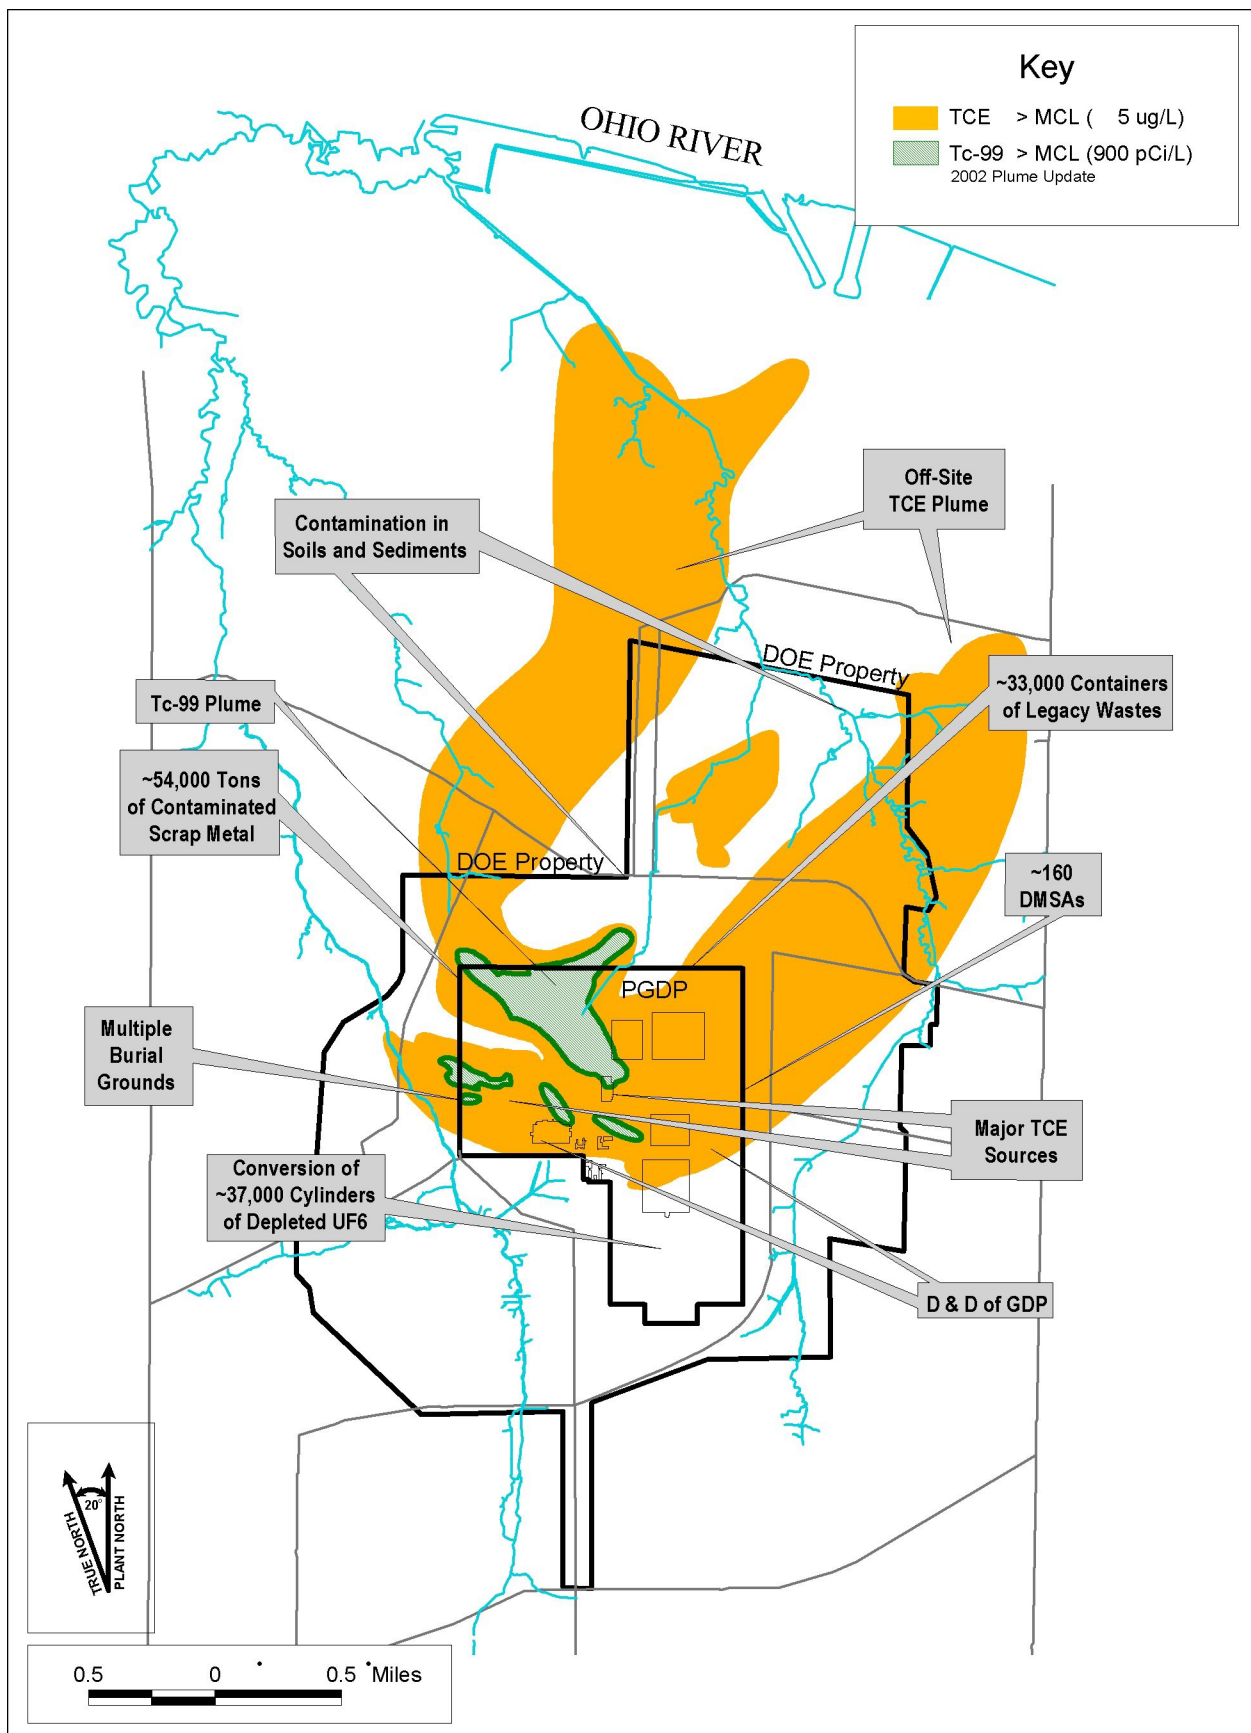 Key
TCE > MCL ( 5 ug/L)
Tc-99 > MCL (900 pCi/L)
2002 Plume Update
OHIO RIVER
Off-Site
TCE Plume
Contamination in
Soils and Sediments
DOE Property
~33,000 Containers
of Legacy Wastes
Tc-99 Plume
~54,000 Tons
of Contaminated
Scrap Metal
DOE Property
~160
DMSAs
PGDP
Multiple
Burial
Grounds
Major TCE
Sources
Conversion of
~37,000 Cylinders
of Depleted UF6
D & D of GDP
20°
TRUE NORTH
PLANT NORTH
0.5 0 0.5 Miles